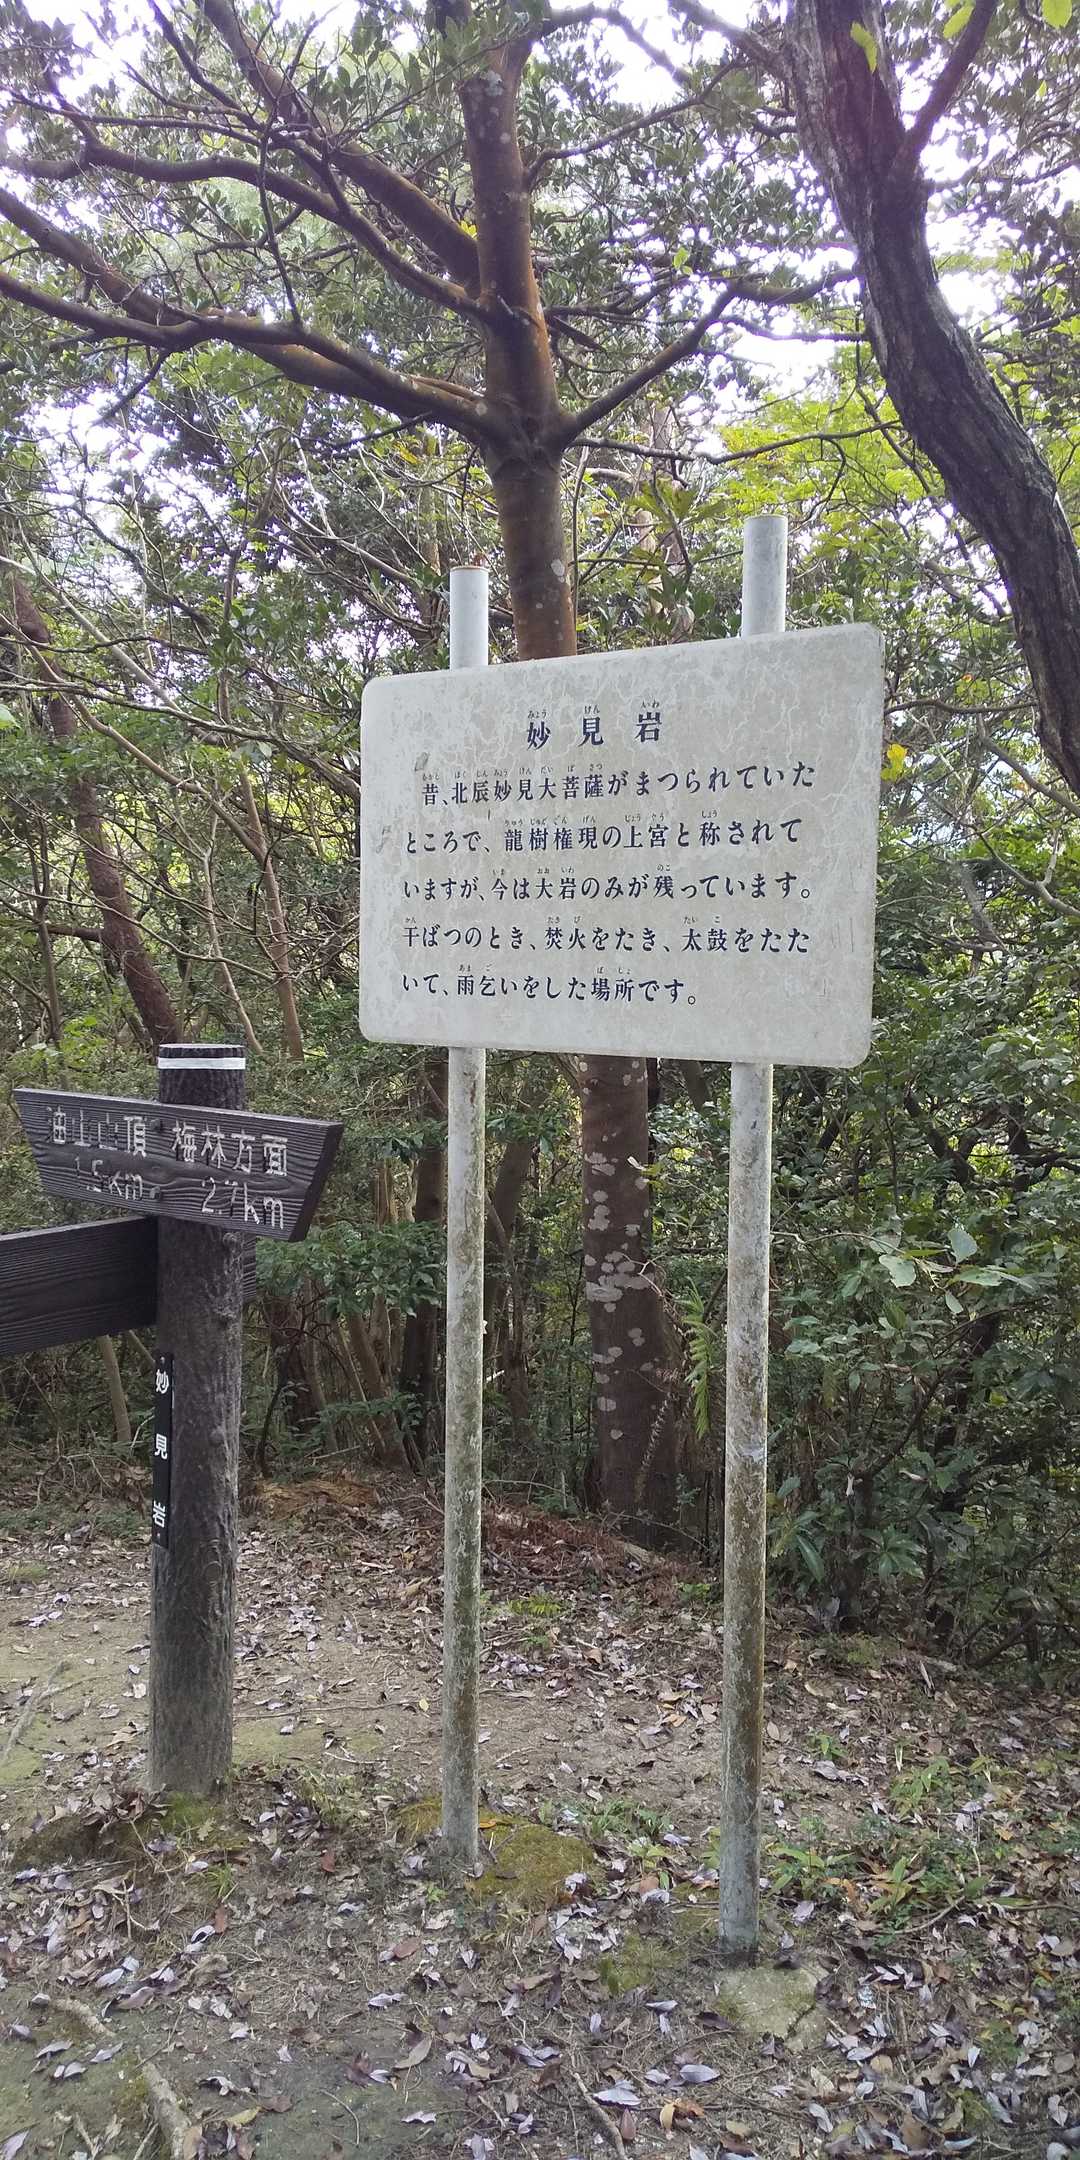 妙見岩
昔、北辰妙見大菩薩がまつられていた
ところで、龍樹権現の上宮と称されて
いますが、今は大岩のみが残っています。
干ばつのとき、焚火をたき、太鼓をたた
いて、雨乞いをした場所です。
油山山頂 梅林方面
1.5km 2.7km
妙見岩